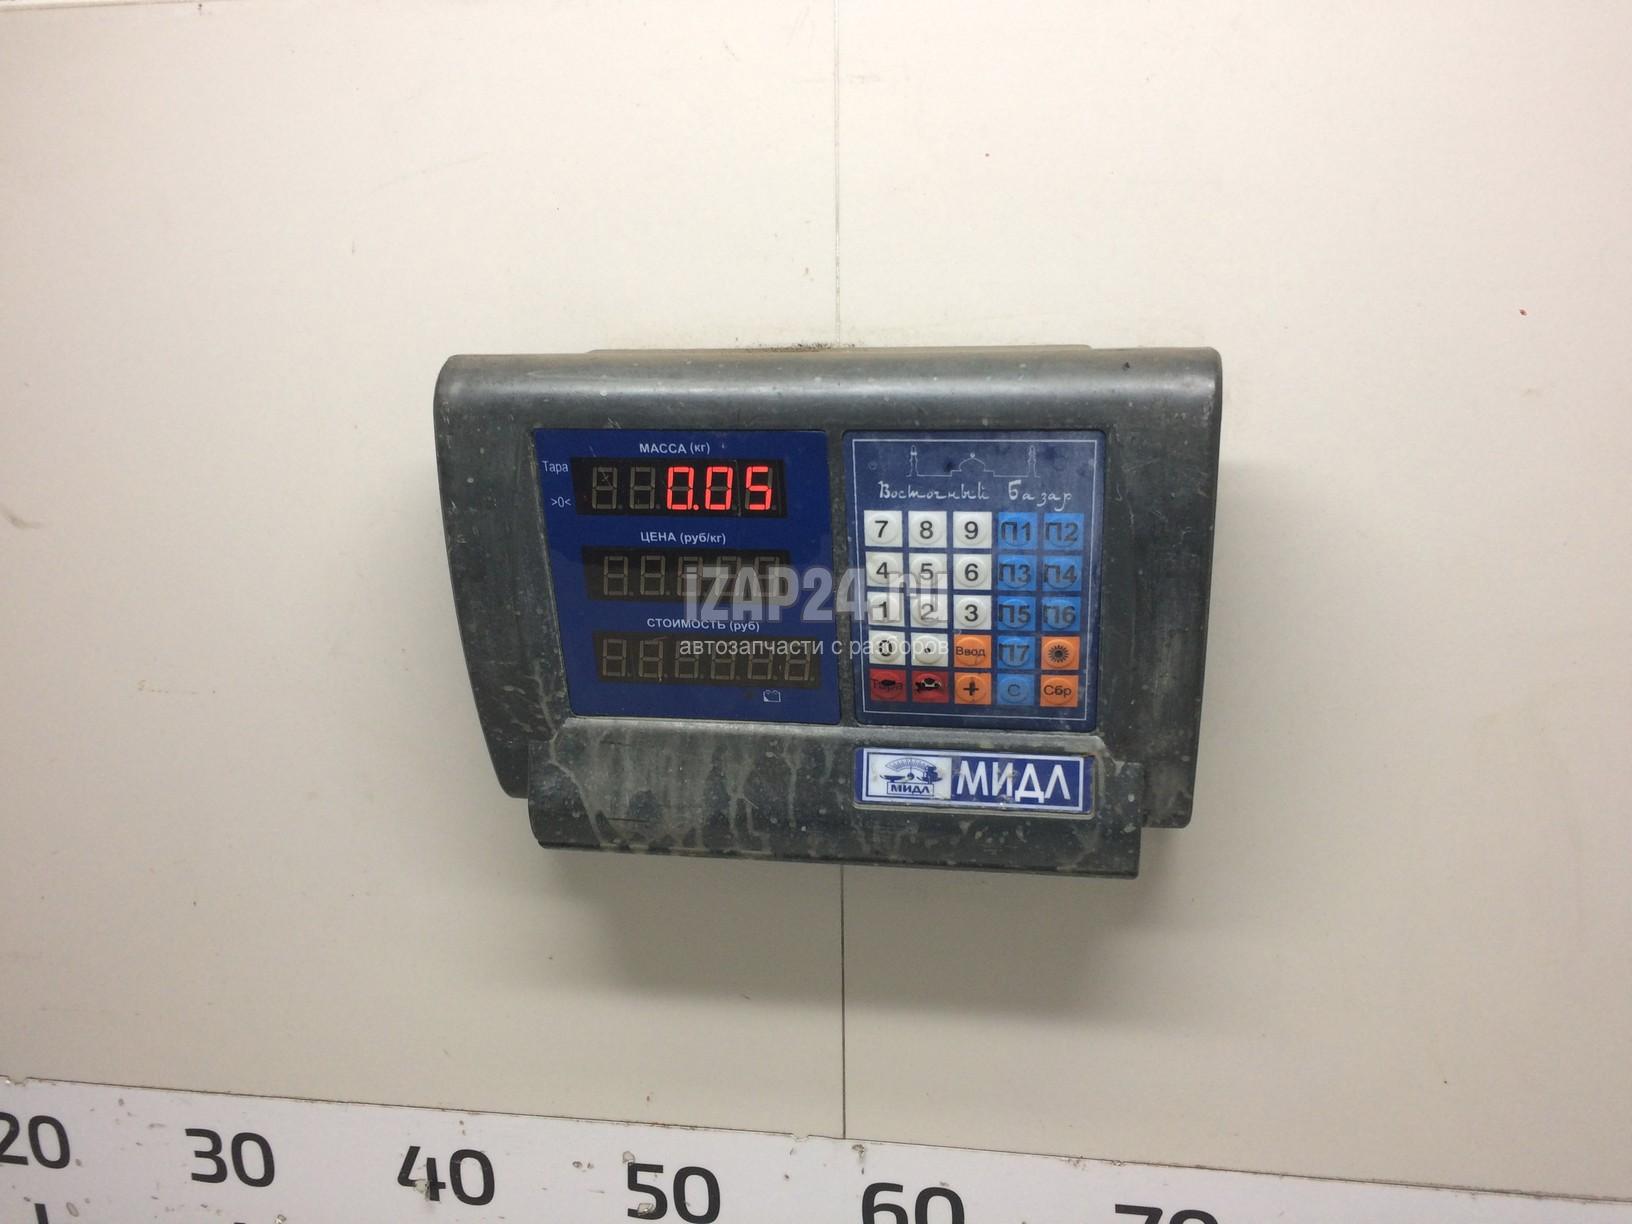 МАССА (кг)
Тара
0.05
>0<
ЦЕНА (руб/кг)
СТОИМОСТЬ (руб)
Восточный Базар
7 8 9 П1 П2
4 5 6 П3 П4
1 2 3 П5 П6
0 . Ввод П7
Тара + С Сбр
МИДЛ МИДЛ
iZAP24.ru
автозапчасти с разборов
20 30 40 50 60 70